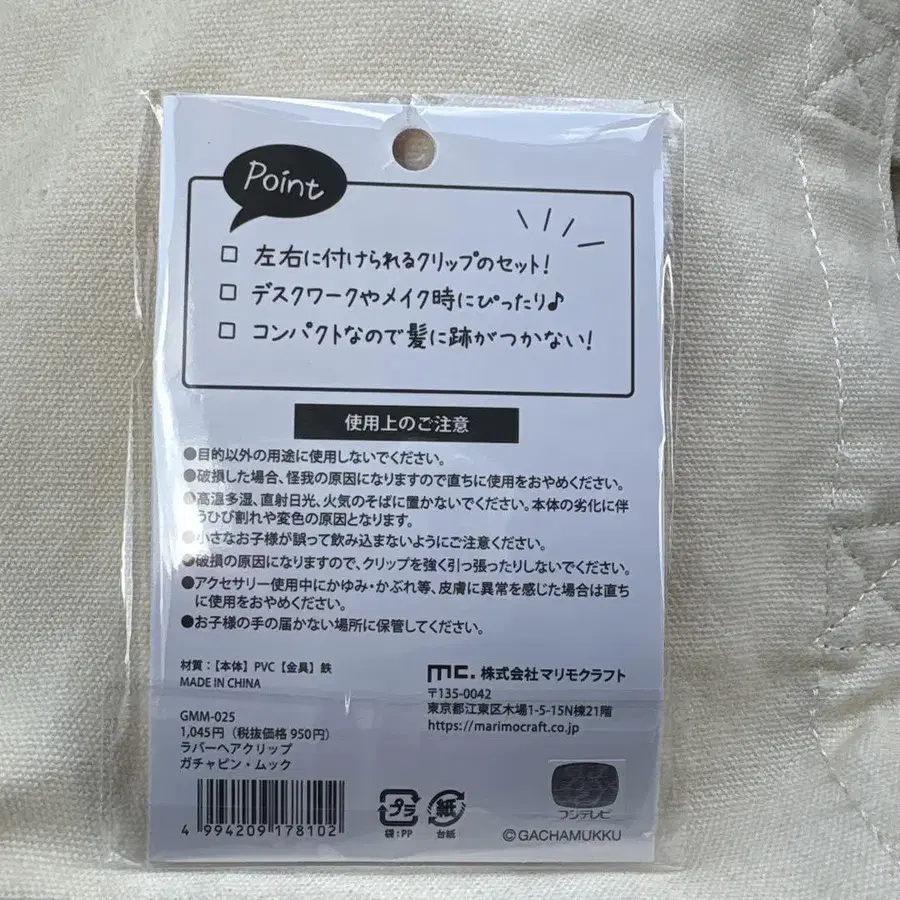 Point
□ 左右に付けられるクリップのセット!
□ デスクワークやメイク時にぴったり♪
□ コンパクトなので髪に跡がつかない!
使用上のご注意
●目的以外の用途に使用しないでください。
●破損した場合、怪我の原因になりますので直ちに使用をおやめください。
●高温多湿、直射日光、火気のそばに置かないでください。本体の劣化に伴
うひび割れや変色の原因となります。
●小さなお子様が誤って飲み込まないようにご注意ください。
●破損の原因になりますので、クリップを強く引っ張ったりしないでください。
●アクセサリー使用中にかゆみ・かぶれ等、皮膚に異常を感じた場合は直ち
に使用をおやめください。
●お子様の手の届かない場所に保管してください。
材質:【本体】PVC【金具】鉄
MADE IN CHINA
GMM-025
1,045円(税抜価格 950円)
ラバーヘアクリップ
ガチャピン・ムック
4 994209 178102
mc. 株式会社マリモクラフト
〒135-0042
東京都江東区木場1-5-15N棟21階
https://marimocraft.co.jp
プラ
袋:PP
紙
台紙
フジテレビ
©GACHAMUKKU